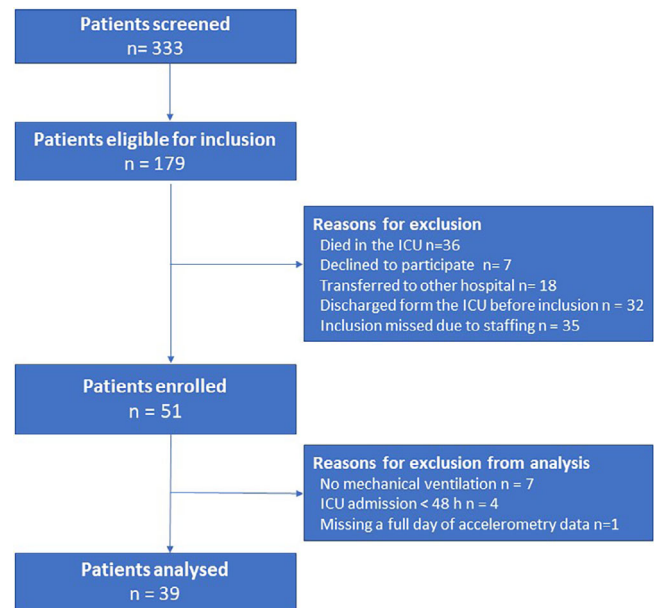 Patients screened
n= 333
Patients eligible for inclusion
n = 179
Reasons for exclusion
Died in the ICU n=36
Declined to participate n= 7
Transferred to other hospital n= 18
Discharged form the ICU before inclusion n = 32
Inclusion missed due to staffing n = 35
Patients enrolled
n = 51
Reasons for exclusion from analysis
No mechanical ventilation n = 7
ICU admission < 48 h n = 4
Missing a full day of accelerometry data n=1
Patients analysed
n = 39